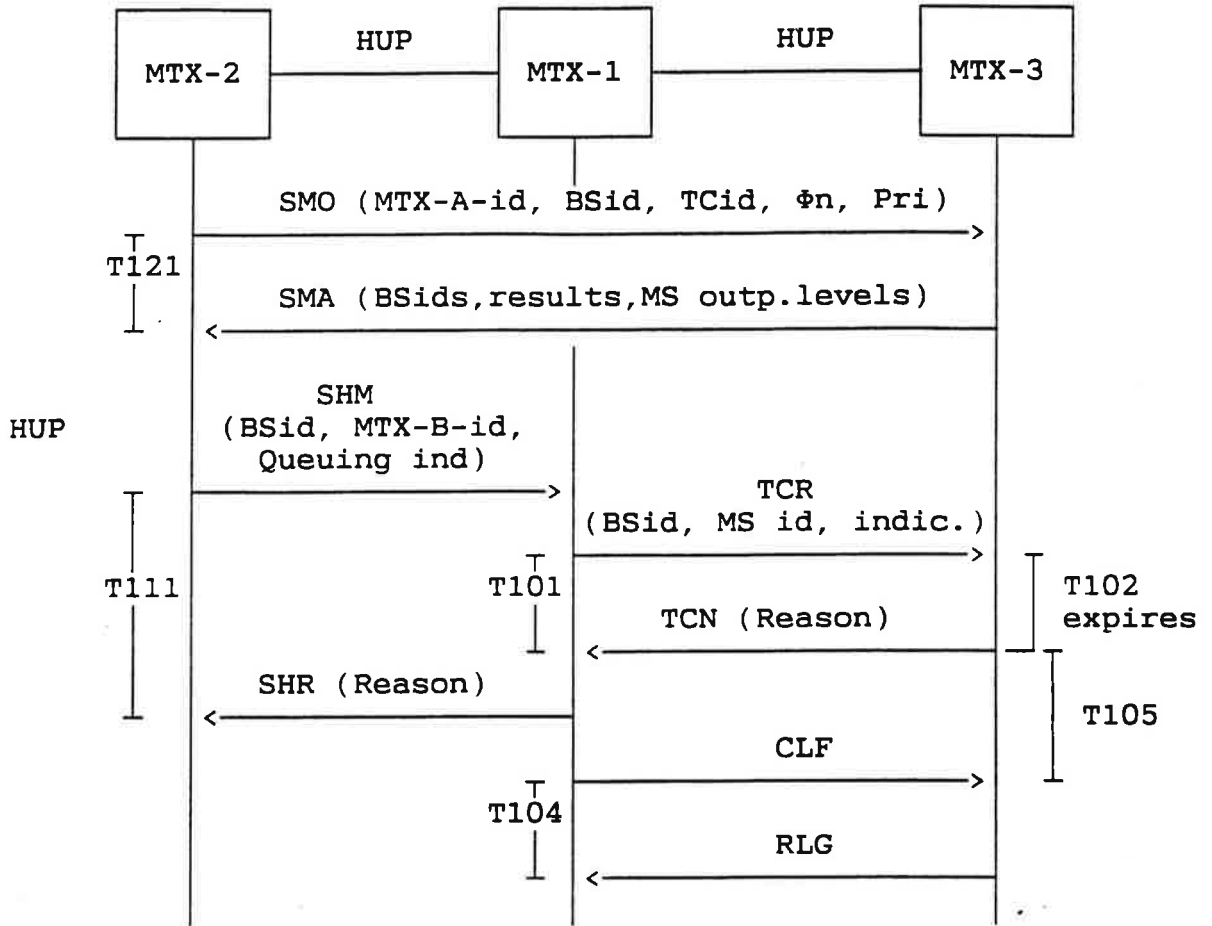 HUP
HUP
MTX-2
MTX-1
MTX-3
SMO (MTX-A-id, BSid, TCid, Φn, Pri)
T121
SMA (BSids,results,MS outp.levels)
HUP
SHM
(BSid, MTX-B-id,
Queuing ind)
TCR
(BSid, MS id, indic.)
T111
T101
T102
expires
TCN (Reason)
SHR (Reason)
T105
CLF
T104
RLG